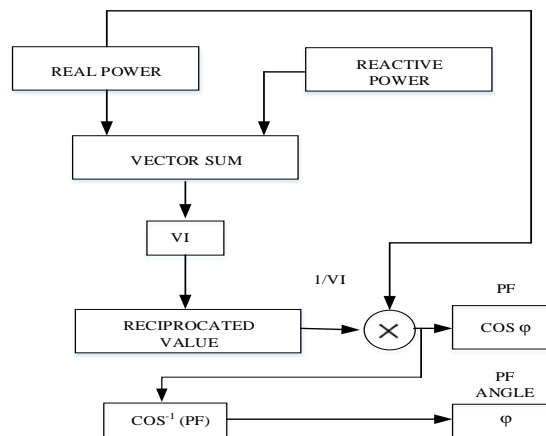 REAL POWER
REACTIVE
POWER
VECTOR SUM
VI
1/VI
RECIPROCATED
VALUE
PF
COS φ
COS⁻¹ (PF)
PF
ANGLE
φ